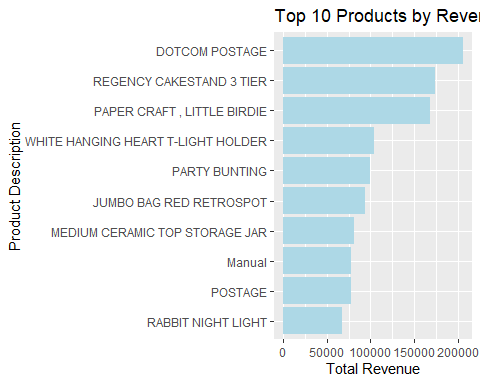 Top 10 Products by Rever
DOTCOM POSTAGE
REGENCY CAKESTAND 3 TIER
PAPER CRAFT , LITTLE BIRDIE
WHITE HANGING HEART T-LIGHT HOLDER
PARTY BUNTING
JUMBO BAG RED RETROSPOT
MEDIUM CERAMIC TOP STORAGE JAR
Manual
POSTAGE
RABBIT NIGHT LIGHT
Product Description
0 50000 100000 150000 200000
Total Revenue